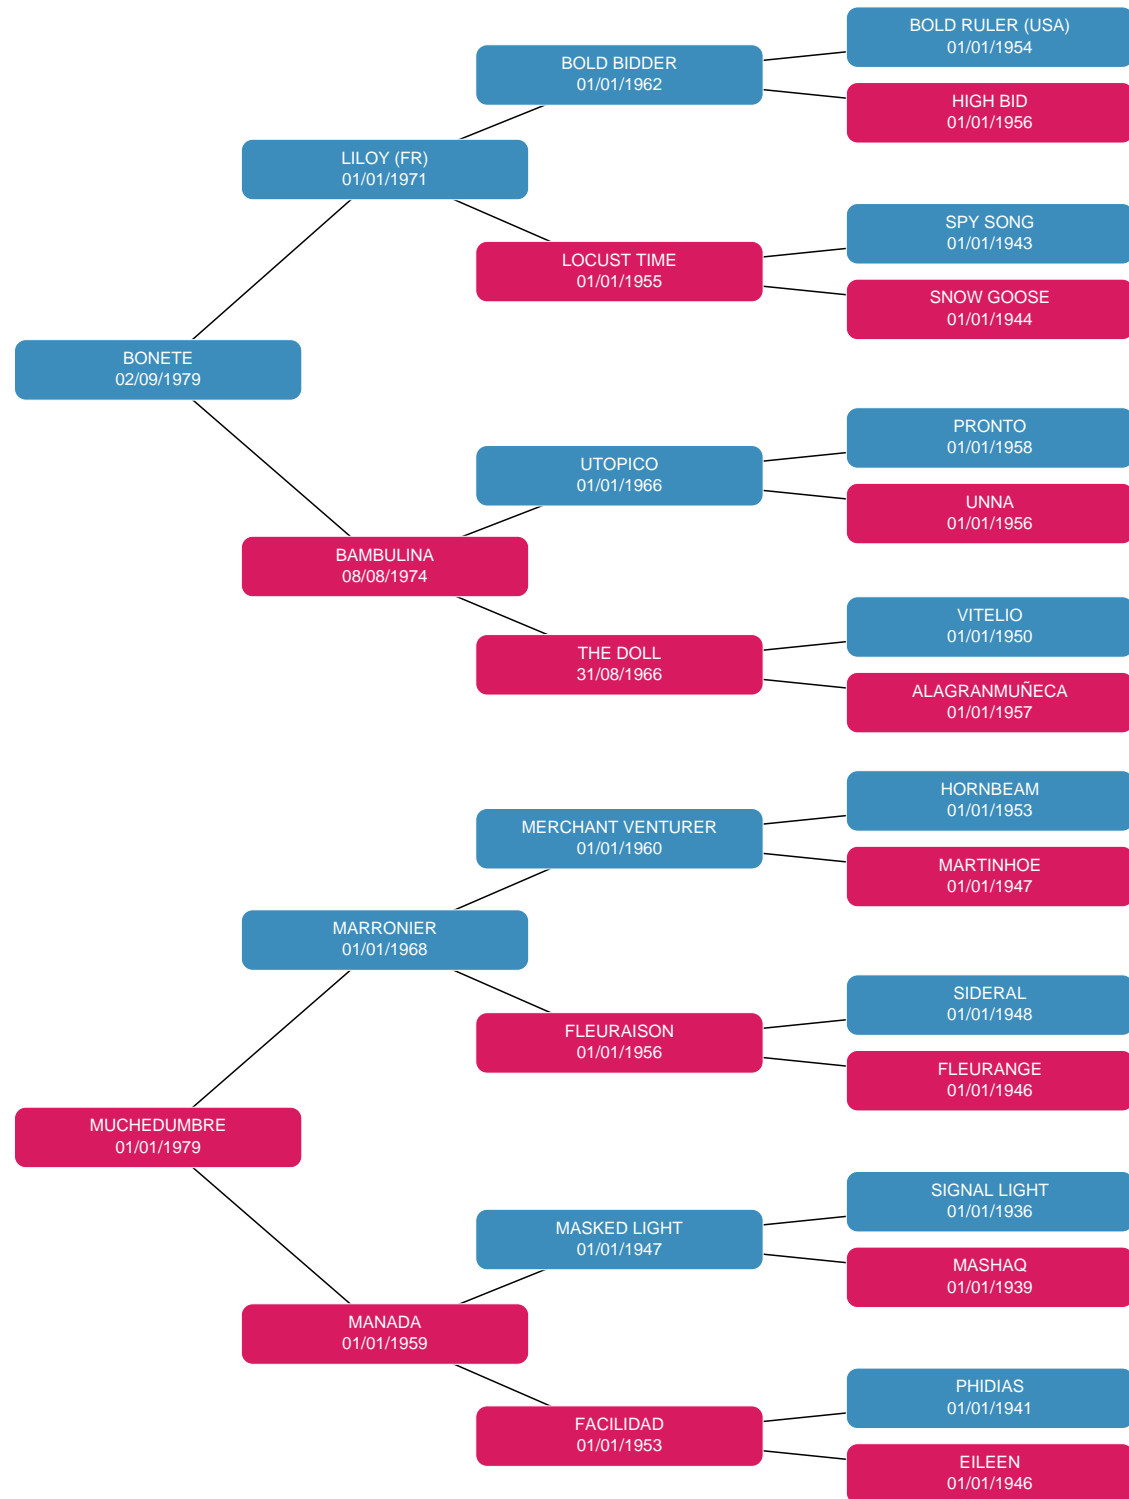 BOLD RULER (USA)
01/01/1954
BOLD BIDDER
01/01/1962
HIGH BID
01/01/1956
LILOY (FR)
01/01/1971
SPY SONG
01/01/1943
LOCUST TIME
01/01/1955
SNOW GOOSE
01/01/1944
BONETE
02/09/1979
PRONTO
01/01/1958
UTOPICO
01/01/1966
UNNA
01/01/1956
BAMBULINA
08/08/1974
VITELIO
01/01/1950
THE DOLL
31/08/1966
ALAGRANMUÑECA
01/01/1957
HORNBEAM
01/01/1953
MERCHANT VENTURER
01/01/1960
MARTINHOE
01/01/1947
MARRONIER
01/01/1968
SIDERAL
01/01/1948
FLEURAISON
01/01/1956
FLEURANGE
01/01/1946
MUCHEDUMBRE
01/01/1979
SIGNAL LIGHT
01/01/1936
MASKED LIGHT
01/01/1947
MASHAQ
01/01/1939
MANADA
01/01/1959
PHIDIAS
01/01/1941
FACILIDAD
01/01/1953
EILEEN
01/01/1946